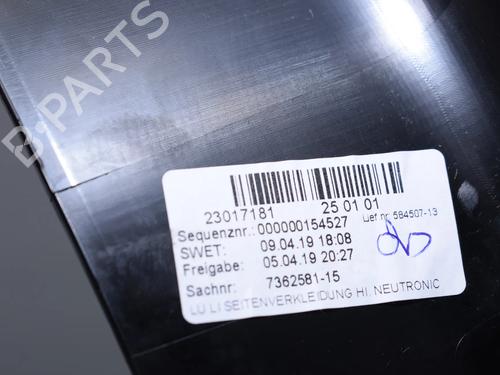 B-PARTS
23017181 25 01 01
Sequenznr.: 000000154527 Lief.nr: 584507-13
SWET: 09.04.19 18:08
Freigabe: 05.04.19 20:27
Sachnr: 7362581-15
LU LI SEITENVERKLEIDUNG HI. NEUTRONIC